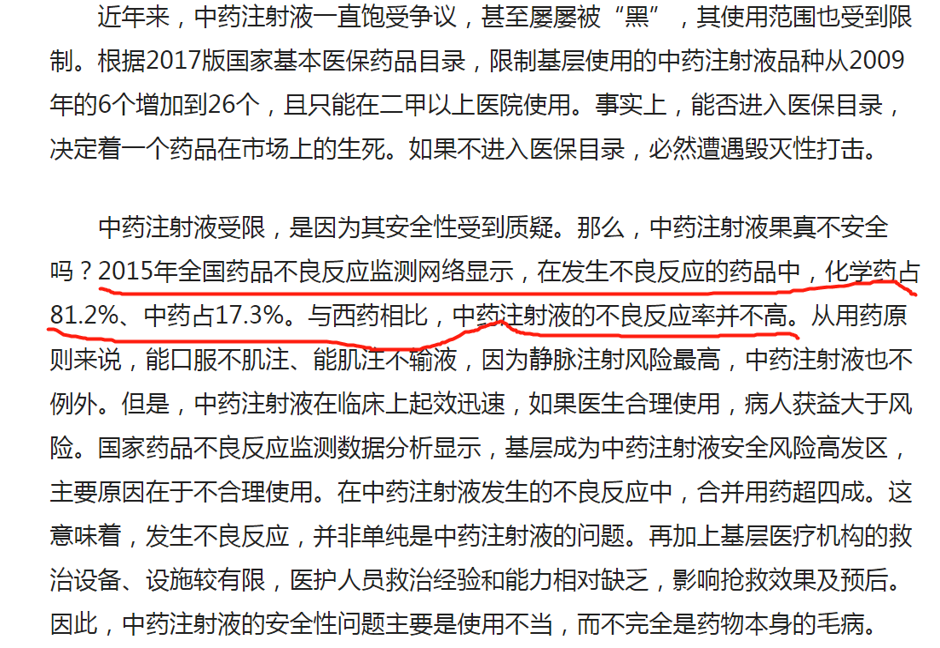 近年来，中药注射液一直饱受争议，甚至屡屡被“黑”，其使用范围也受到限
制。根据2017版国家基本医保药品目录，限制基层使用的中药注射液品种从2009
年的6个增加到26个，且只能在二甲以上医院使用。事实上，能否进入医保目录，
决定着一个药品在市场上的生死。如果不进入医保目录，必然遭遇毁灭性打击。
中药注射液受限，是因为其安全性受到质疑。那么，中药注射液果真不安全
吗？2015年全国药品不良反应监测网络显示，在发生不良反应的药品中，化学药占
81.2%、中药占17.3%。与西药相比，中药注射液的不良反应率并不高。从用药原
则来说，能口服不肌注、能肌注不输液，因为静脉注射风险最高，中药注射液也不
例外。但是，中药注射液在临床上起效迅速，如果医生合理使用，病人获益大于风
险。国家药品不良反应监测数据分析显示，基层成为中药注射液安全风险高发区，
主要原因在于不合理使用。在中药注射液发生的不良反应中，合并用药超四成。这
意味着，发生不良反应，并非单纯是中药注射液的问题。再加上基层医疗机构的救
治设备、设施较有限，医护人员救治经验和能力相对缺乏，影响抢救效果及预后。
因此，中药注射液的安全性问题主要是使用不当，而不完全是药物本身的毛病。